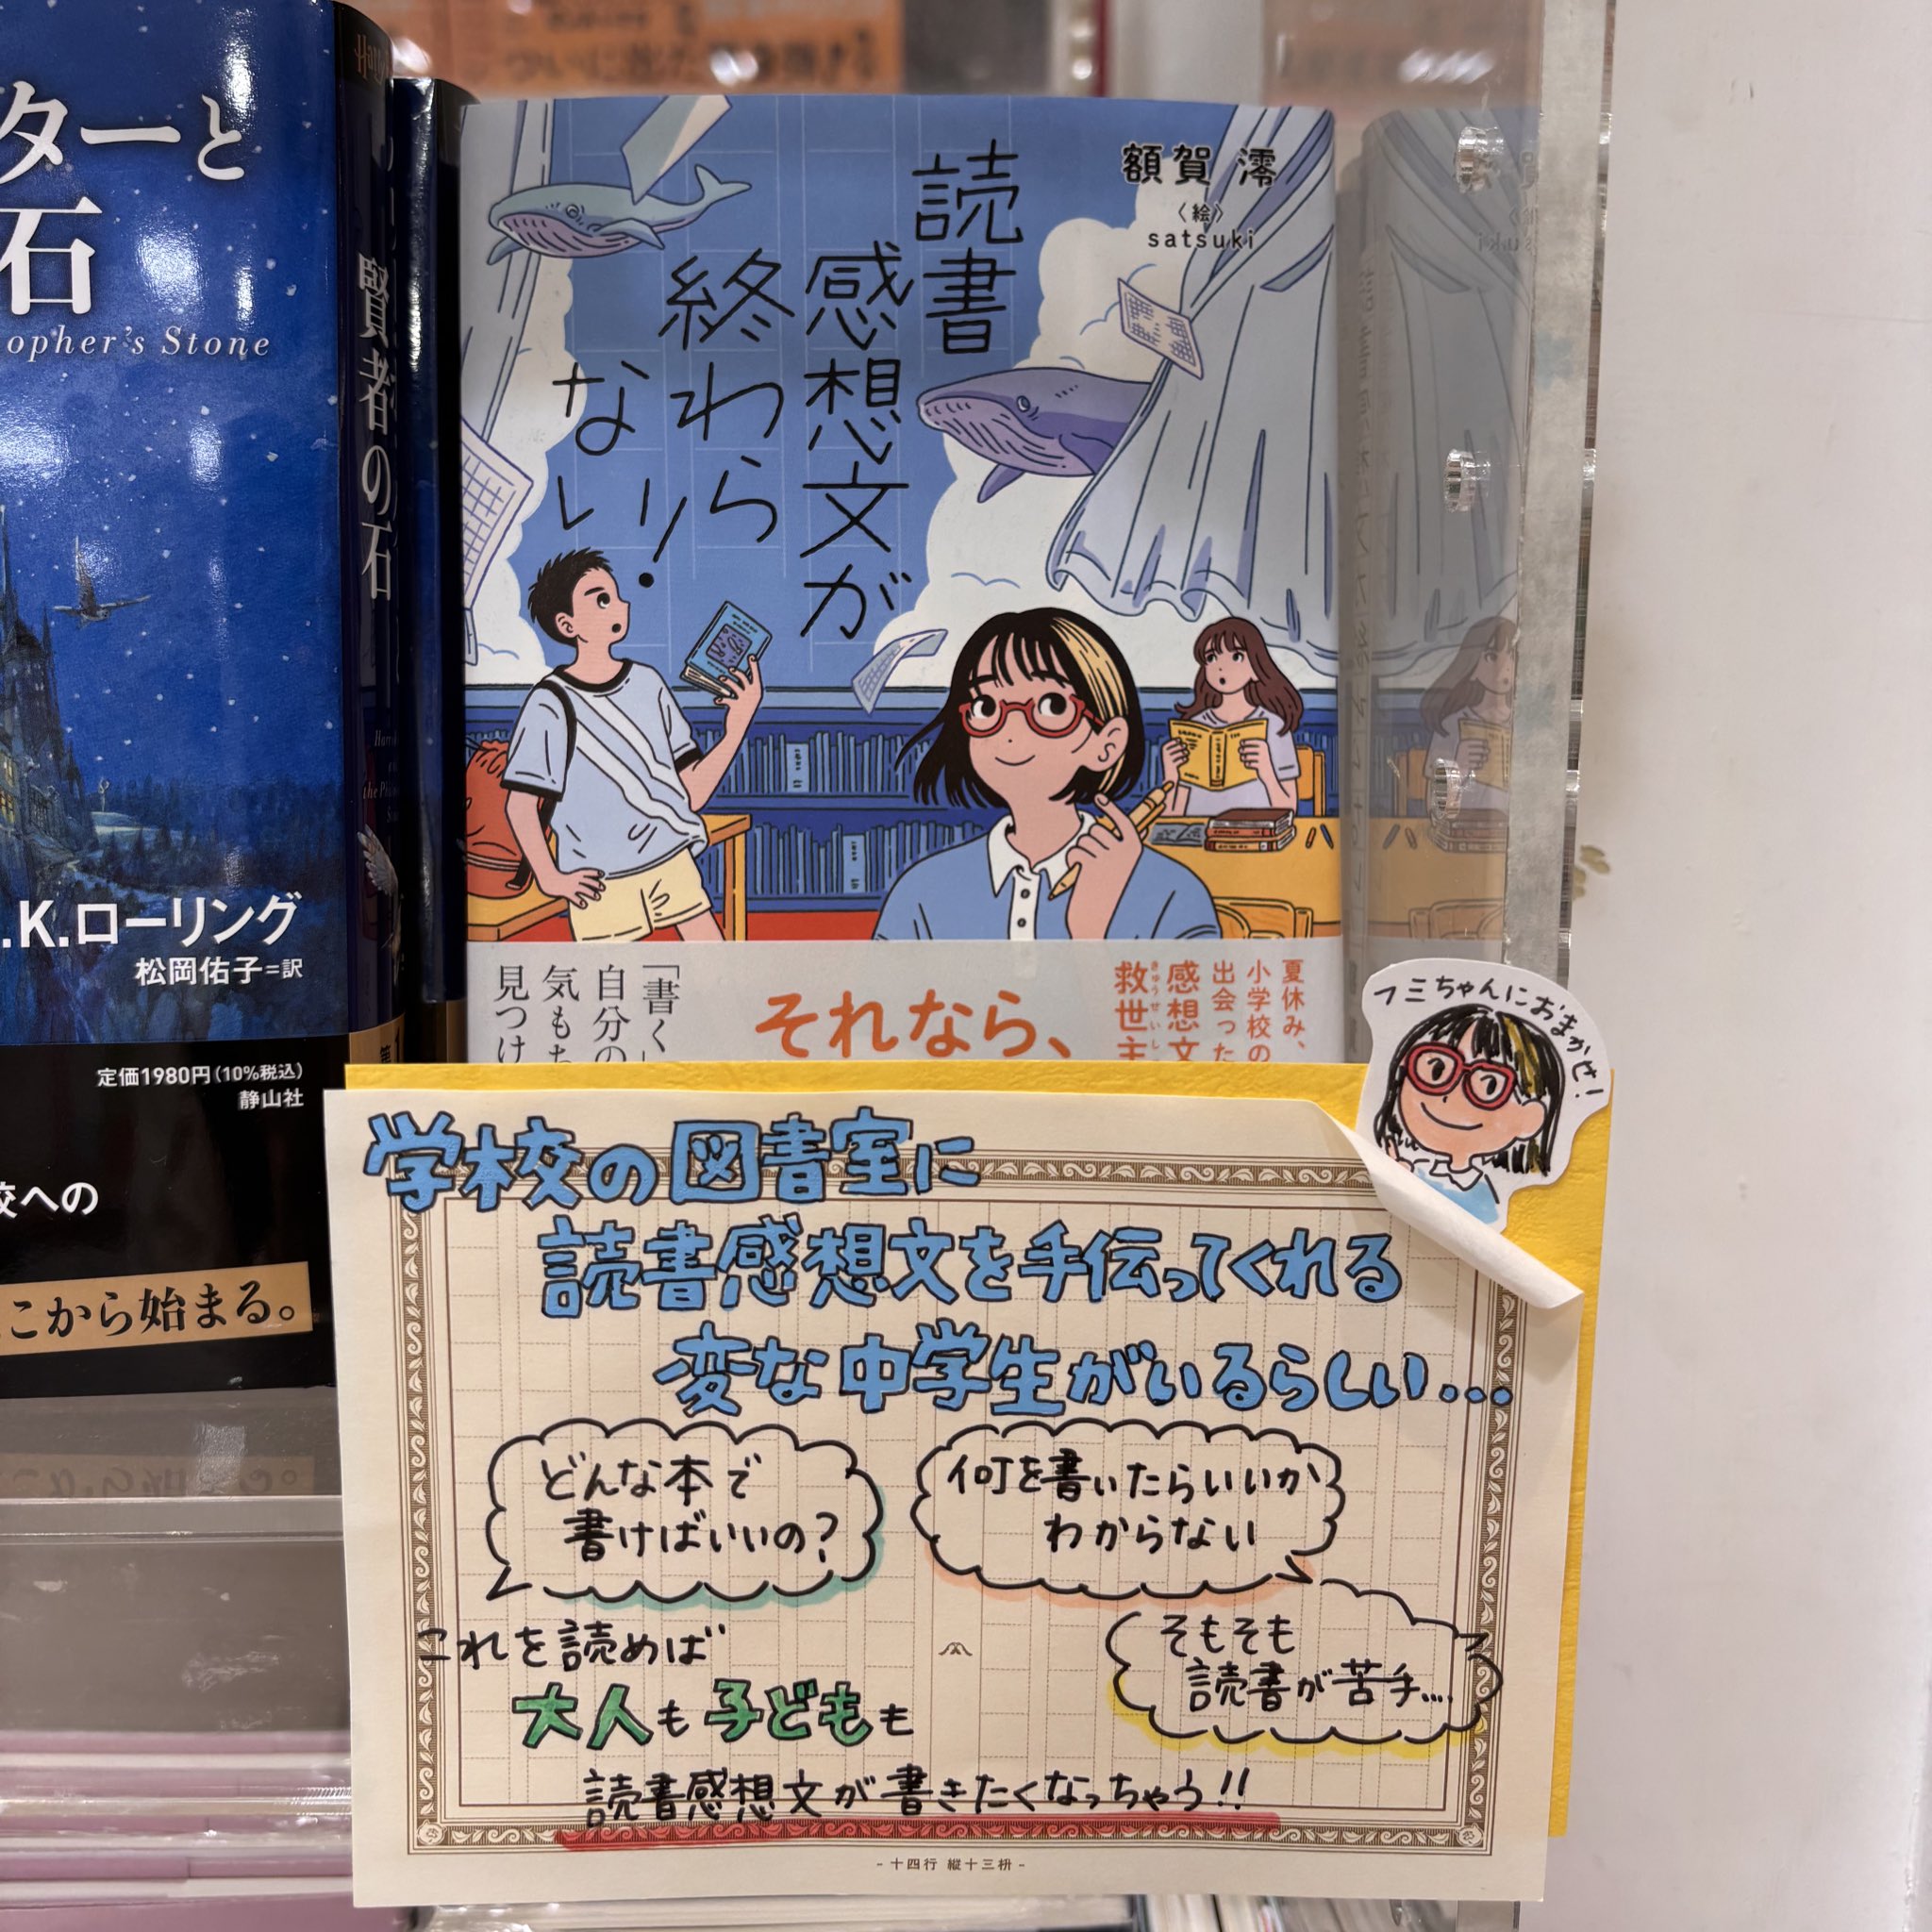 ターと
石
opher's Stone
.K.ローリング
松岡佑子=訳
定価1980円(10%税込)
静山社
校への
こから始まる。
賢者の石
読書
感想文が
終わら
ない!
額賀 澪
〈絵〉
satsuki
夏休み、
小学校の
出会った
感想文
救世主
きゅうせいしゅ
それなら、
「書く」
自分の
気もち
見つけ
フミちゃんにおまかせ!
学校の図書室に
読書感想文を手伝ってくれる
変な中学生がいるらしい...
どんな本で
書けばいいの?
何を書いたらいいか
わからない
そもそも
読書が苦手...
これを読めば
大人も子どもも
読書感想文が書きたくなっちゃう!!
- 十四行 縦十三枡 -